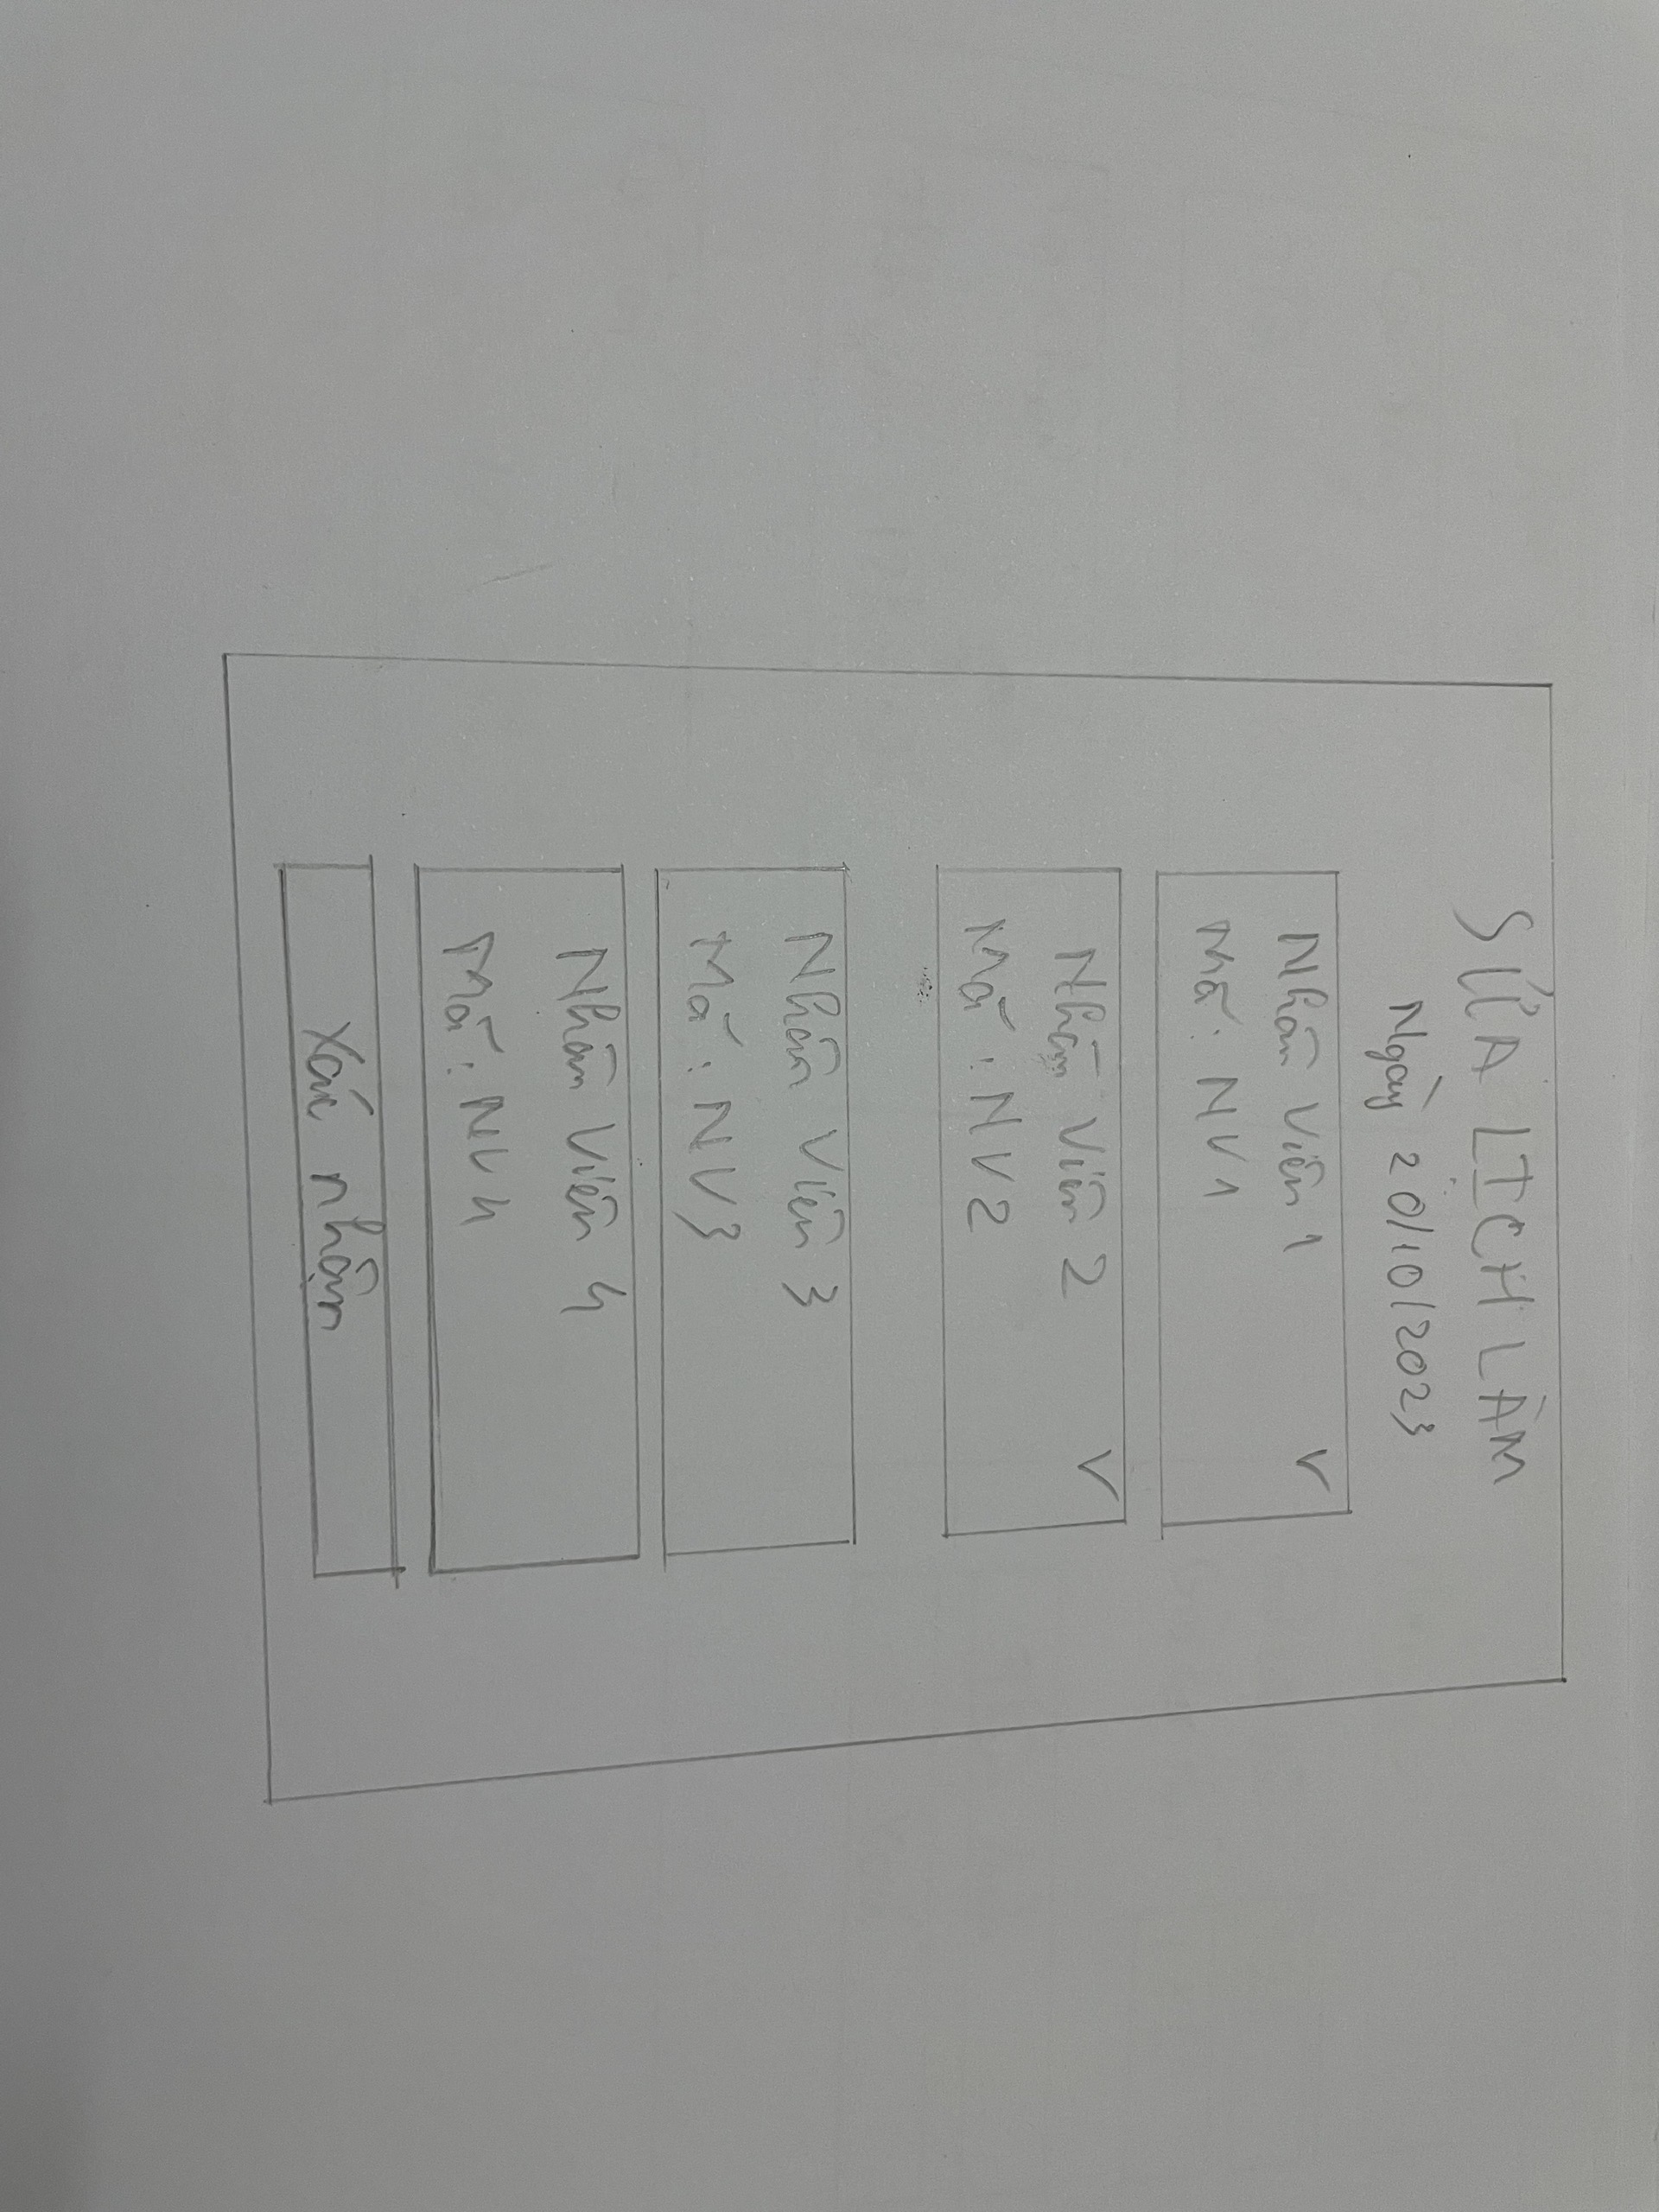 SỬA LỊCH LÀM
Ngày 20/10/2023
Nhân Viên 1 V
Mã: NV1
Nhân Viên 2 V
Mã: NV2
Nhân Viên 3
Mã: NV3
Nhân Viên 4
Mã: NV4
Xác nhận